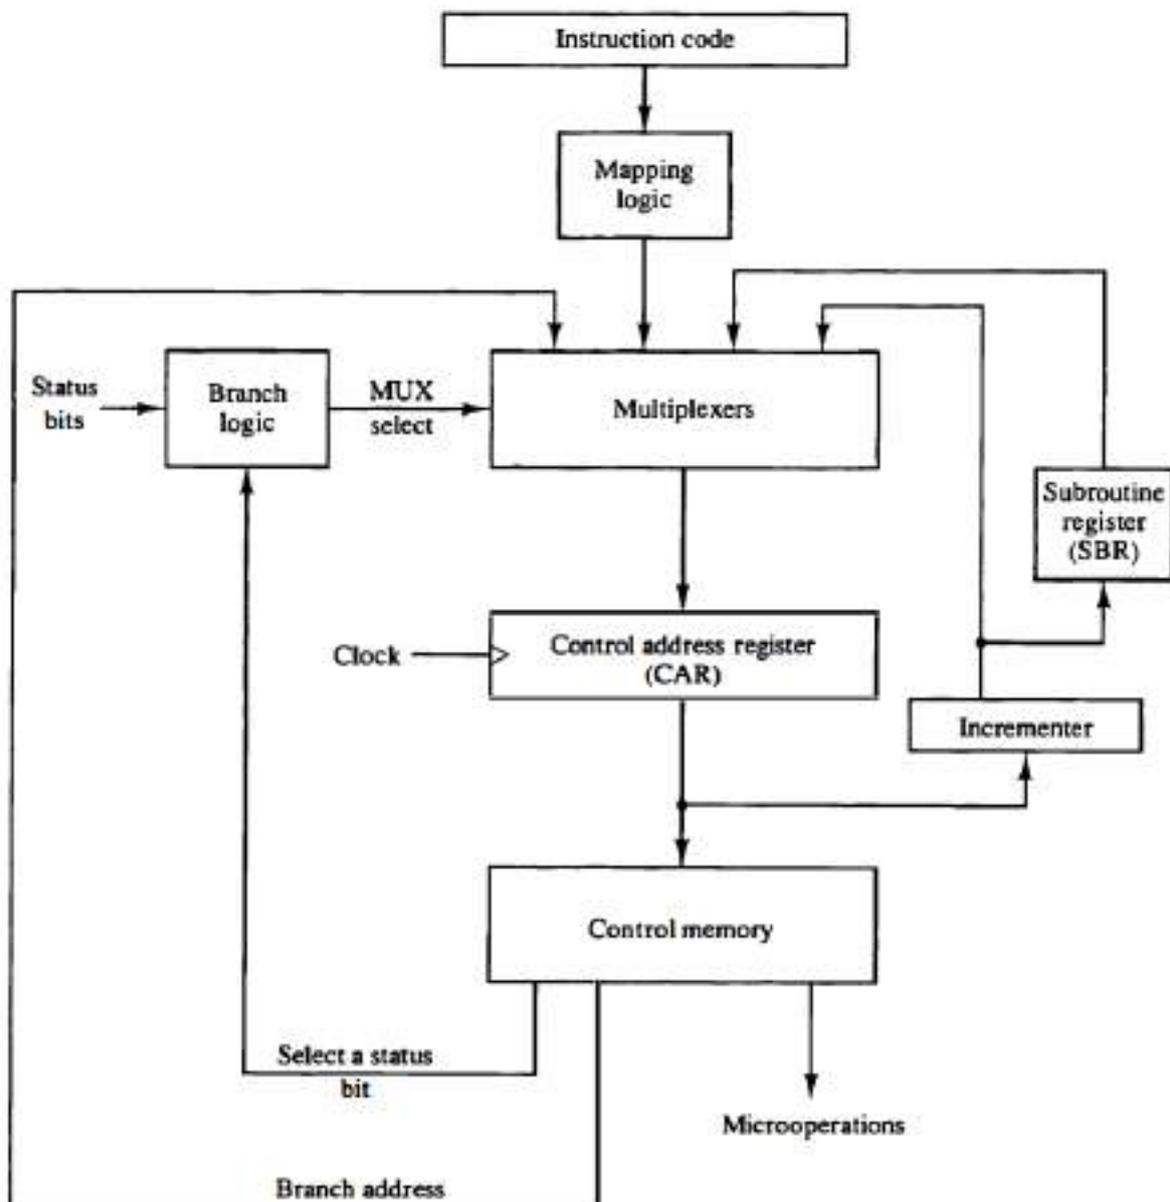 Instruction code
Mapping
logic
Status
bits
Branch
logic
MUX
select
Multiplexers
Subroutine
register
(SBR)
Clock
Control address register
(CAR)
Incrementer
Control memory
Select a status
bit
Microoperations
Branch address